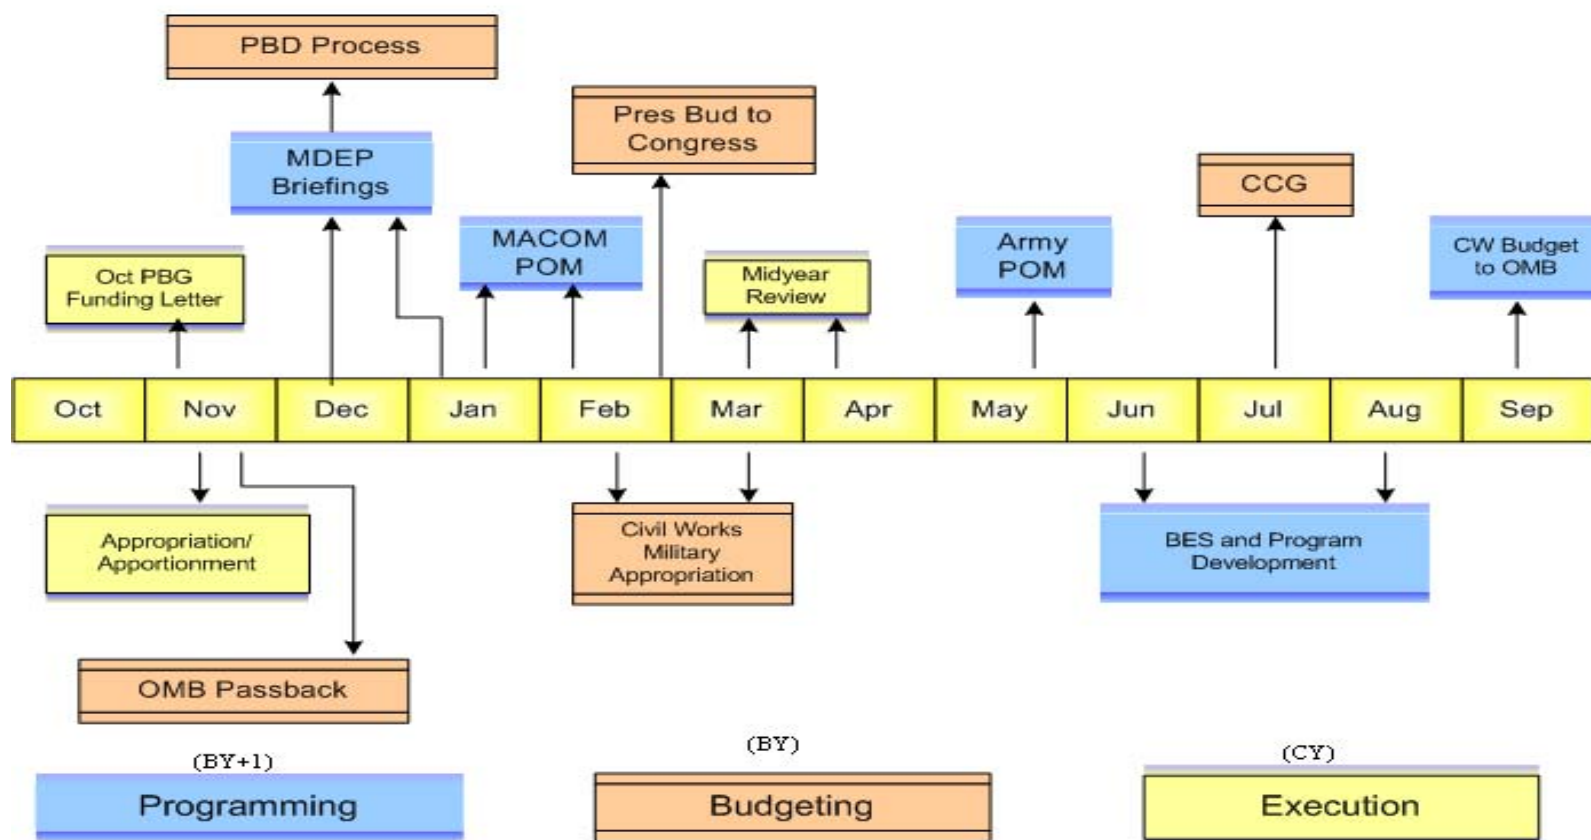 PBD Process
Pres Bud to
Congress
MDEP
Briefings
CCG
MACOM
POM
Army
POM
CW Budget
to OMB
Oct PBG
Funding Letter
Midyear
Review
Oct
Nov
Dec
Jan
Feb
Mar
Apr
May
Jun
Jul
Aug
Sep
Appropriation/
Apportionment
Civil Works
Military
Appropriation
BES and Program
Development
OMB Passback
(BY+1)
(BY)
(CY)
Programming
Budgeting
Execution